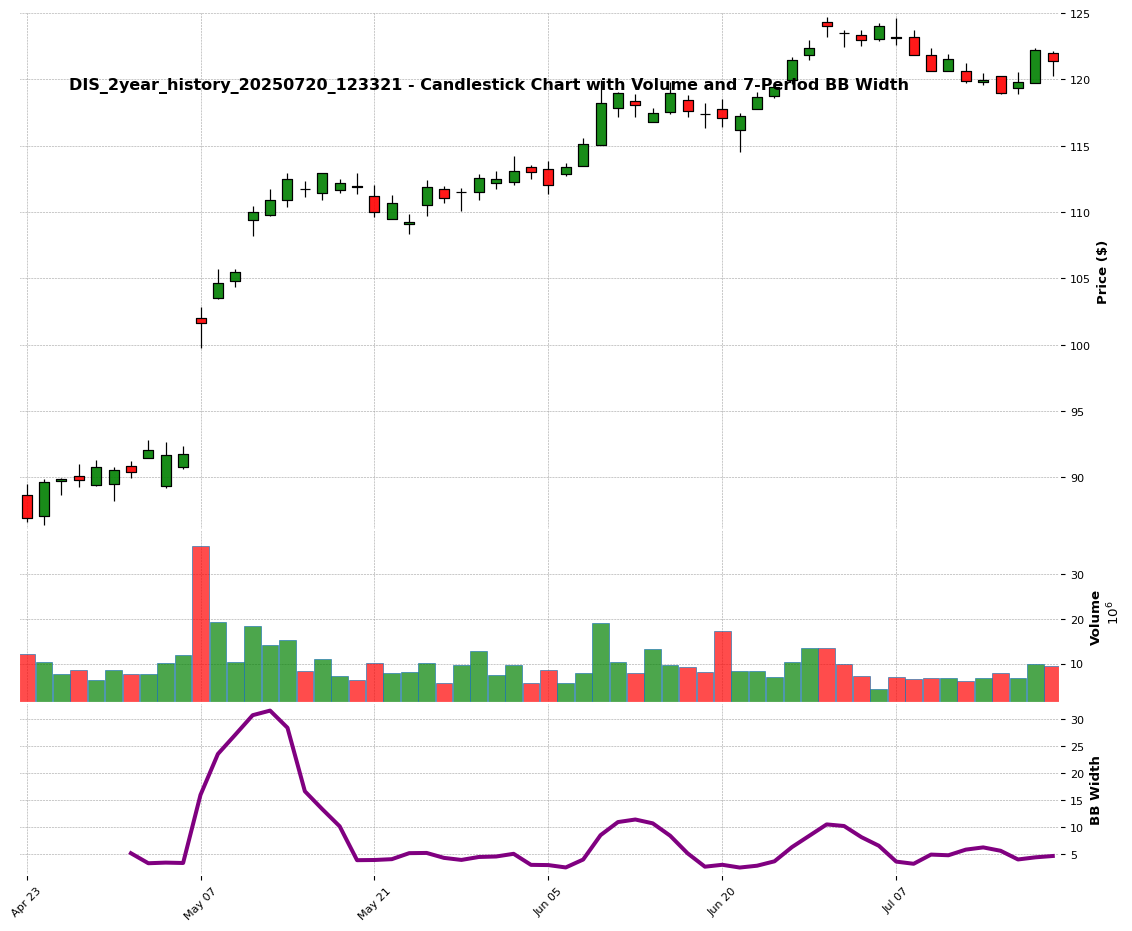 DIS_2year_history_20250720_123321 - Candlestick Chart with Volume and 7-Period BB Width
125
120
115
110
105
100
95
90
Price ($)
30
20
10
Volume
10^6
30
25
20
15
10
5
BB Width
Apr 23
May 07
May 21
Jun 05
Jun 20
Jul 07